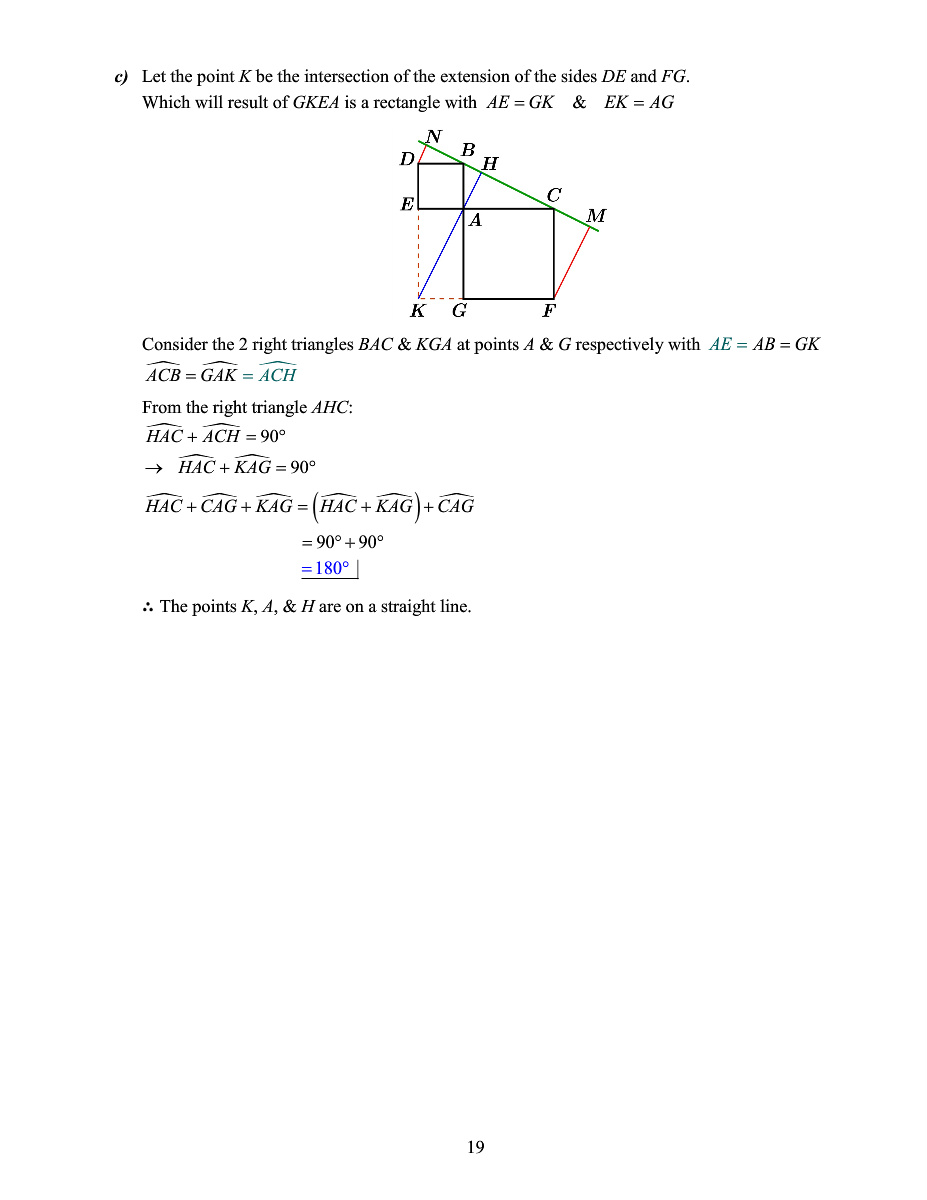 c) Let the point K be the intersection of the extension of the sides DE and FG.
Which will result of GKEA is a rectangle with AE = GK & EK = AG
N
B
D
H
E
C
A
M
K
G
F
Consider the 2 right triangles BAC & KGA at points A & G respectively with AE = AB = GK
$\widehat{ACB} = \widehat{GAK} = \widehat{ACH}$
From the right triangle AHC:
$\widehat{HAC} + \widehat{ACH} = 90°$
$\rightarrow \widehat{HAC} + \widehat{KAG} = 90°$
$\widehat{HAC} + \widehat{CAG} + \widehat{KAG} = \left(\widehat{HAC} + \widehat{KAG}\right) + \widehat{CAG}$
= 90° + 90°
= 180° |
∴ The points K, A, & H are on a straight line.
19